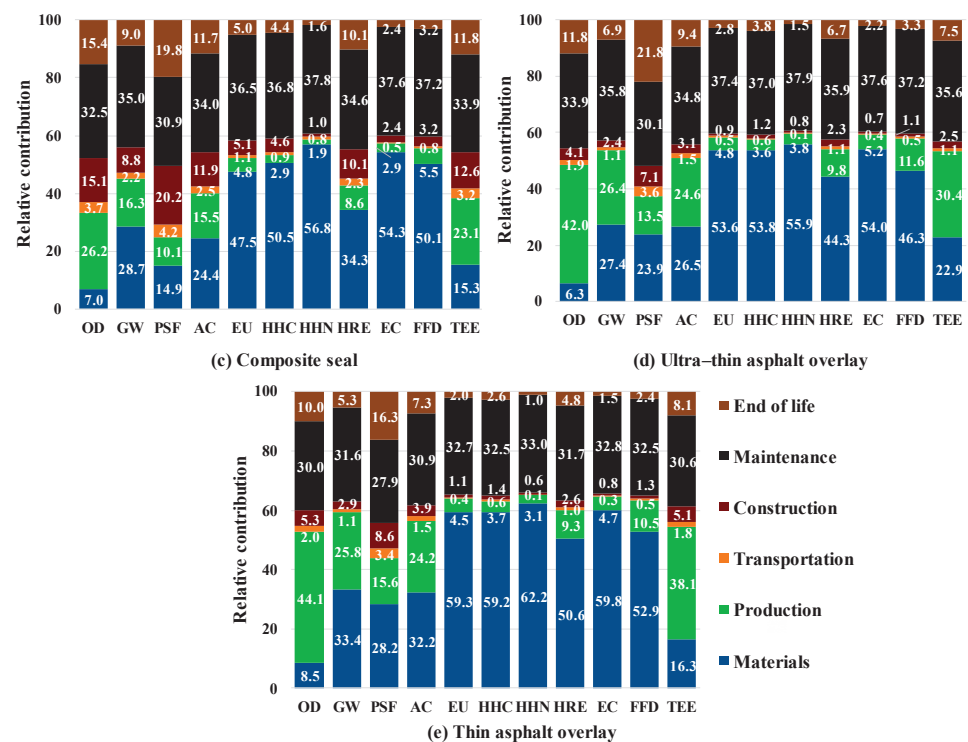 Relative contribution
100
80
60
40
20
0
15.4 9.0 19.8 11.7 5.0 4.4 1.6 10.1 2.4 3.2 11.8
32.5 35.0 30.9 34.0 36.5 36.8 37.8 34.6 37.6 37.2 33.9
15.1 8.8 20.2 11.9 5.1 4.6 1.0 10.1 2.4 3.2 12.6
3.7 2.2 4.2 2.5 1.1 0.9 0.8 2.3 0.5 0.8 3.2
26.2 16.3 10.1 15.5 4.8 2.9 1.9 8.6 2.9 5.5 23.1
7.0 28.7 14.9 24.4 47.5 50.5 56.8 34.3 54.3 50.1 15.3
OD GW PSF AC EU HHC HHN HRE EC FFD TEE
(c) Composite seal
Relative contribution
100
80
60
40
20
0
11.8 6.9 21.8 9.4 2.8 3.8 1.5 6.7 2.2 3.3 7.5
33.9 35.8 30.1 34.8 37.4 37.0 37.9 35.9 37.6 37.2 35.6
4.1 2.4 7.1 3.1 0.9 1.2 0.8 2.3 0.7 1.1 2.5
1.9 1.1 3.6 1.5 0.5 0.6 0.1 1.1 0.4 0.5 1.1
42.0 26.4 13.5 24.6 4.8 3.6 3.8 9.8 5.2 11.6 30.4
6.3 27.4 23.9 26.5 53.6 53.8 55.9 44.3 54.0 46.3 22.9
OD GW PSF AC EU HHC HHN HRE EC FFD TEE
(d) Ultra–thin asphalt overlay
Relative contribution
100
80
60
40
20
0
10.0 5.3 16.3 7.3 2.0 2.6 1.0 4.8 1.5 2.4 8.1
30.0 31.6 27.9 30.9 32.7 32.5 33.0 31.7 32.8 32.5 30.6
5.3 2.9 8.6 3.9 1.1 1.4 0.6 2.6 0.8 1.3 5.1
2.0 1.1 3.4 1.5 0.4 0.6 0.1 1.0 0.3 0.5 1.8
44.1 25.8 15.6 24.2 4.5 3.7 3.1 9.3 4.7 10.5 38.1
8.5 33.4 28.2 32.2 59.3 59.2 62.2 50.6 59.8 52.9 16.3
OD GW PSF AC EU HHC HHN HRE EC FFD TEE
(e) Thin asphalt overlay
End of life
Maintenance
Construction
Transportation
Production
Materials